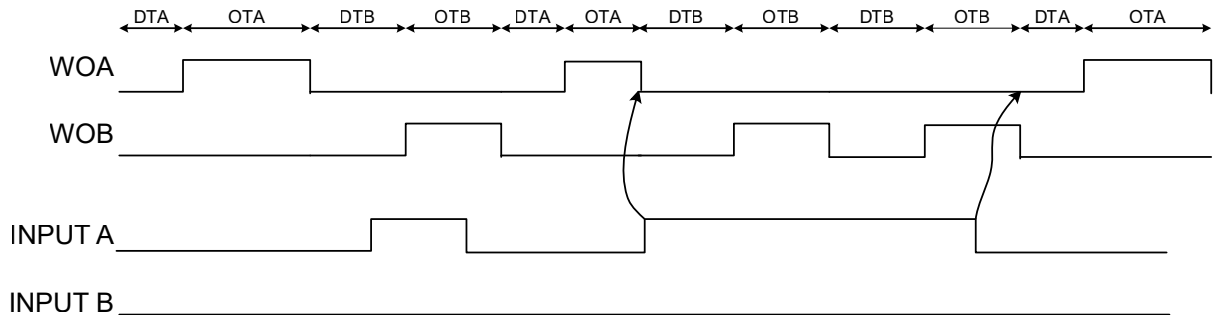 DTA OTA DTB OTB DTA OTA DTB OTB DTB OTB DTA OTA
WOA
WOB
INPUT A
INPUT B